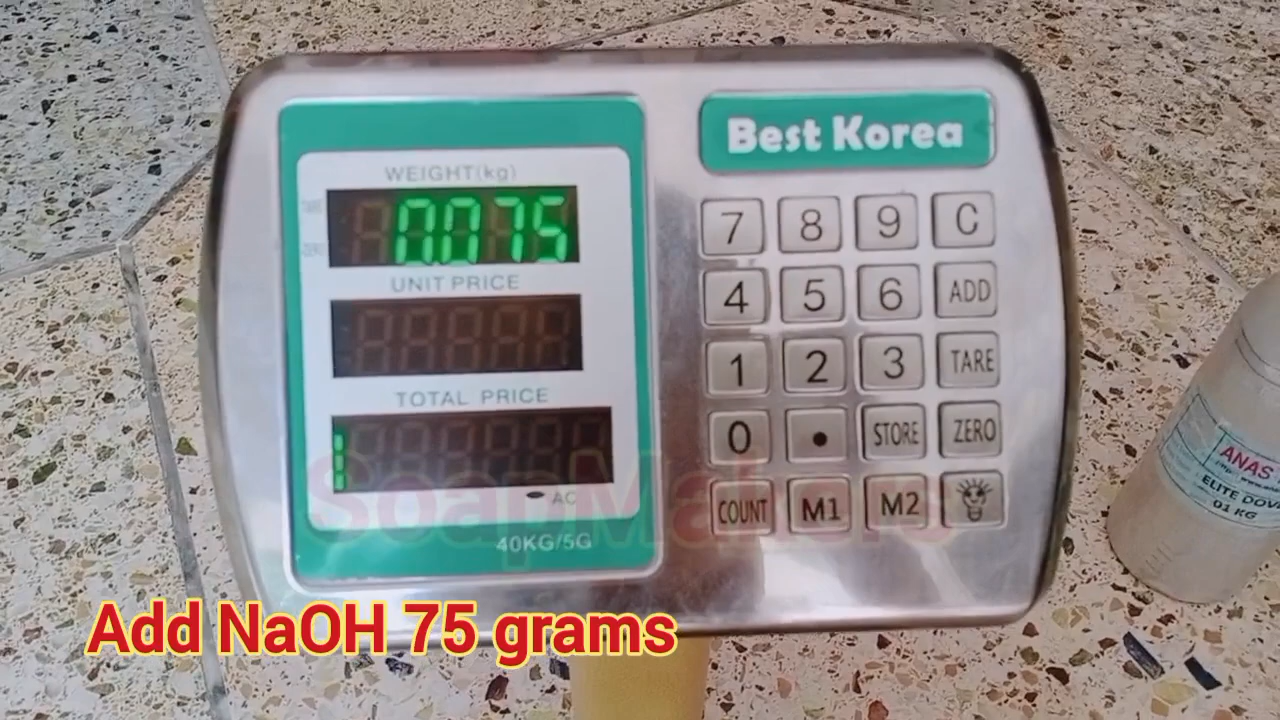 Best Korea
WEIGHT(kg)
0.075
UNIT PRICE
TOTAL PRICE
AC
40KG/5G
7 8 9 C
4 5 6 ADD
1 2 3 TARE
0 . STORE ZERO
COUNT M1 M2
SoapMakers
ANAS
ELITE DOV
01 KG
Add NaOH 75 grams